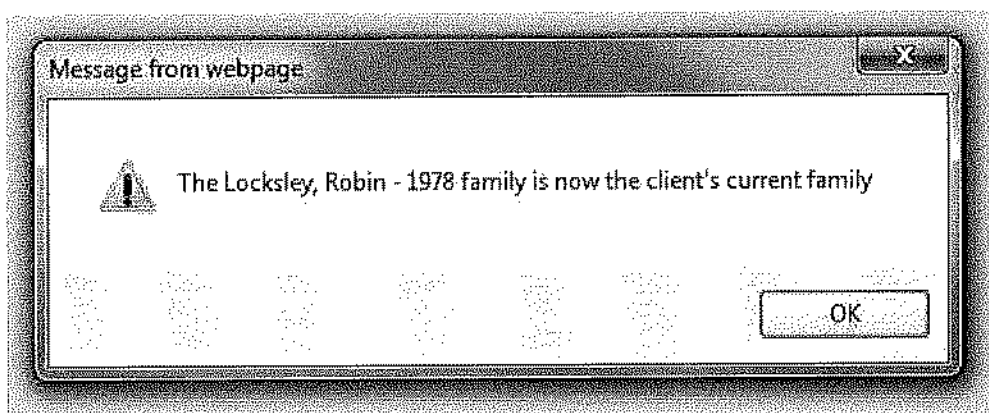 Message from webpage
The Locksley, Robin - 1978 family is now the client's current family
OK